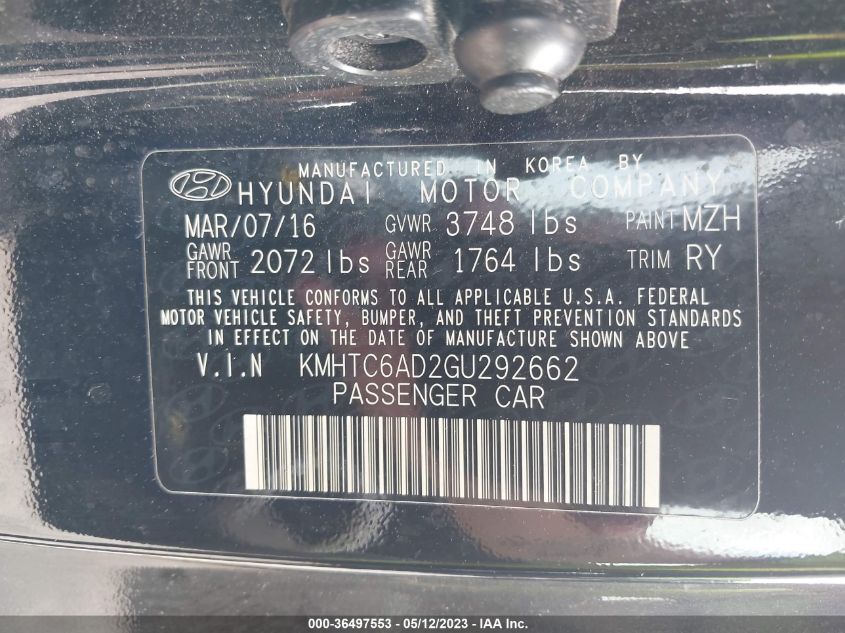 MANUFACTURED IN KOREA BY
HYUNDAI MOTOR COMPANY
MAR/07/16 GVWR 3748 lbs PAINT MZH
GAWR FRONT 2072 lbs GAWR REAR 1764 lbs TRIM RY
THIS VEHICLE CONFORMS TO ALL APPLICABLE U.S.A. FEDERAL
MOTOR VEHICLE SAFETY, BUMPER, AND THEFT PREVENTION STANDARDS
IN EFFECT ON THE DATE OF MANUFACTURE SHOWN ABOVE
V.I.N KMHTC6AD2GU292662
PASSENGER CAR
000-36497553 - 05/12/2023 - IAA Inc.